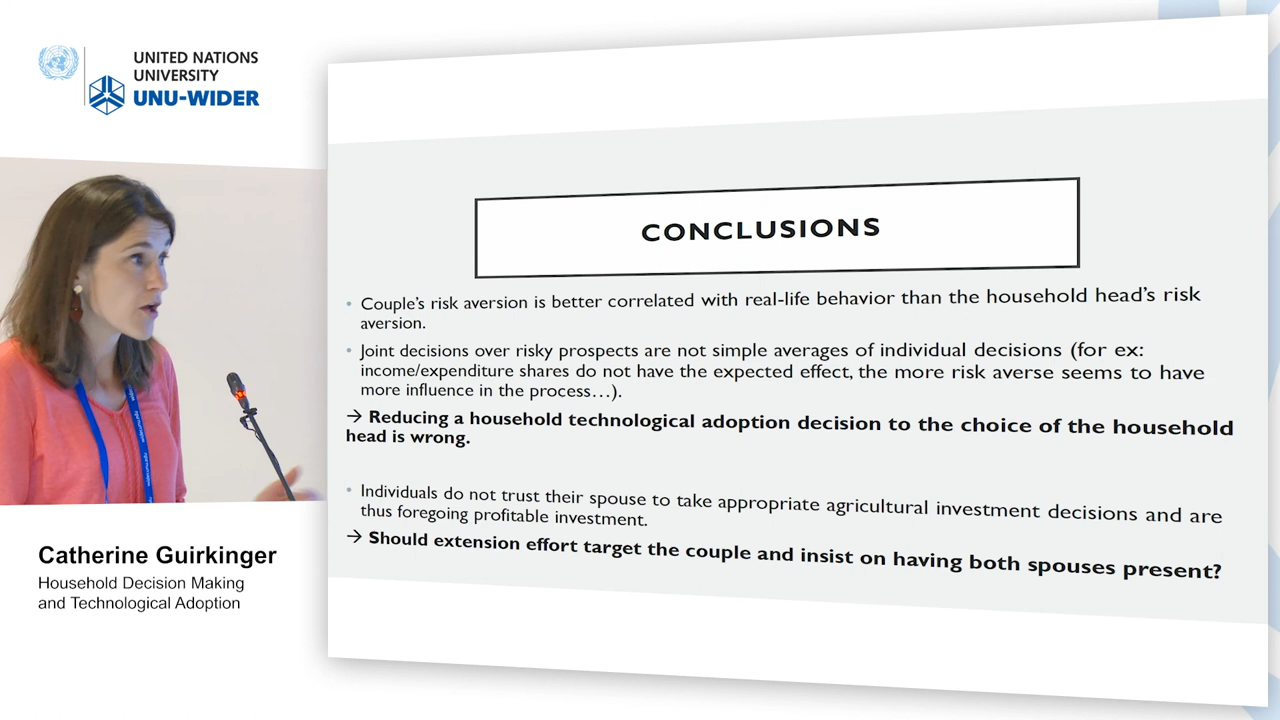 UNITED NATIONS
UNIVERSITY
UNU-WIDER
CONCLUSIONS
• Couple's risk aversion is better correlated with real-life behavior than the household head's risk
aversion.
• Joint decisions over risky prospects are not simple averages of individual decisions (for ex:
income/expenditure shares do not have the expected effect, the more risk averse seems to have
more influence in the process…).
→ Reducing a household technological adoption decision to the choice of the household
head is wrong.
• Individuals do not trust their spouse to take appropriate agricultural investment decisions and are
thus foregoing profitable investment.
→ Should extension effort target the couple and insist on having both spouses present?
Catherine Guirkinger
Household Decision Making
and Technological Adoption